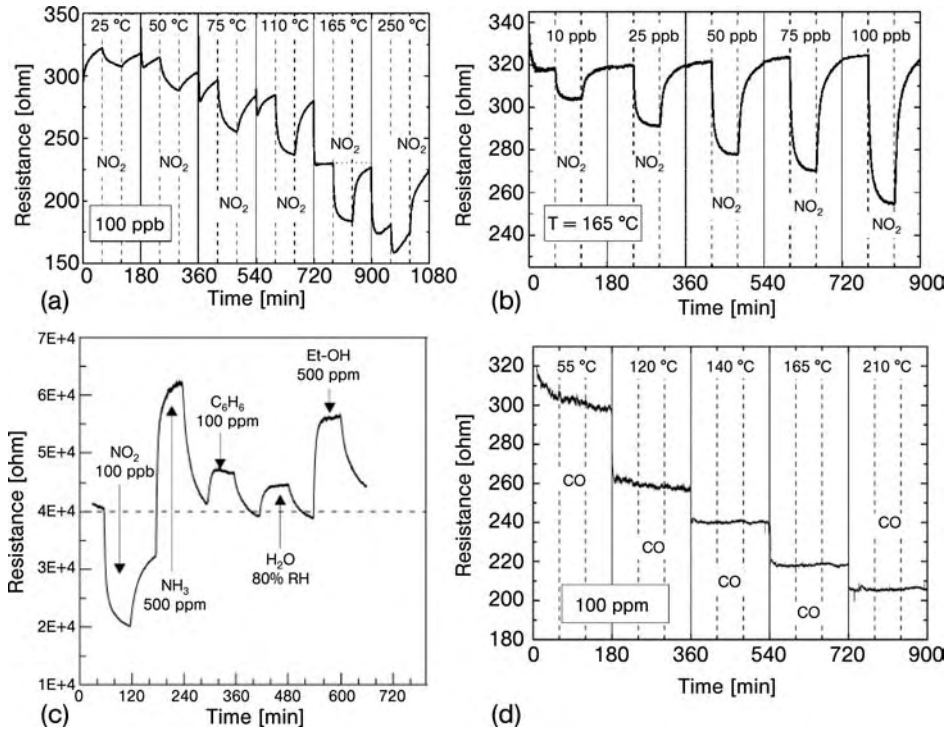 25 °C 50 °C 75 °C 110 °C 165 °C 250 °C
350
300
250
200
150
NO₂ NO₂ NO₂ NO₂ NO₂ NO₂
100 ppb
0 180 360 540 720 900 1080
Resistance [ohm]
Time [min]
(a)
10 ppb 25 ppb 50 ppb 75 ppb 100 ppb
340
320
300
280
260
240
220
NO₂ NO₂ NO₂ NO₂ NO₂
T = 165 °C
0 180 360 540 720 900
Resistance [ohm]
Time [min]
(b)
7E+4
6E+4
5E+4
4E+4
3E+4
2E+4
1E+4
NO₂
100 ppb
NH₃
500 ppm
C₆H₆
100 ppm
H₂O
80% RH
Et-OH
500 ppm
0 120 240 360 480 600 720
Resistance [ohm]
Time [min]
(c)
55 °C 120 °C 140 °C 165 °C 210 °C
320
300
260
240
220
200
180
CO CO CO CO CO
100 ppm
0 180 360 540 720 900
Resistance [ohm]
Time [min]
(d)